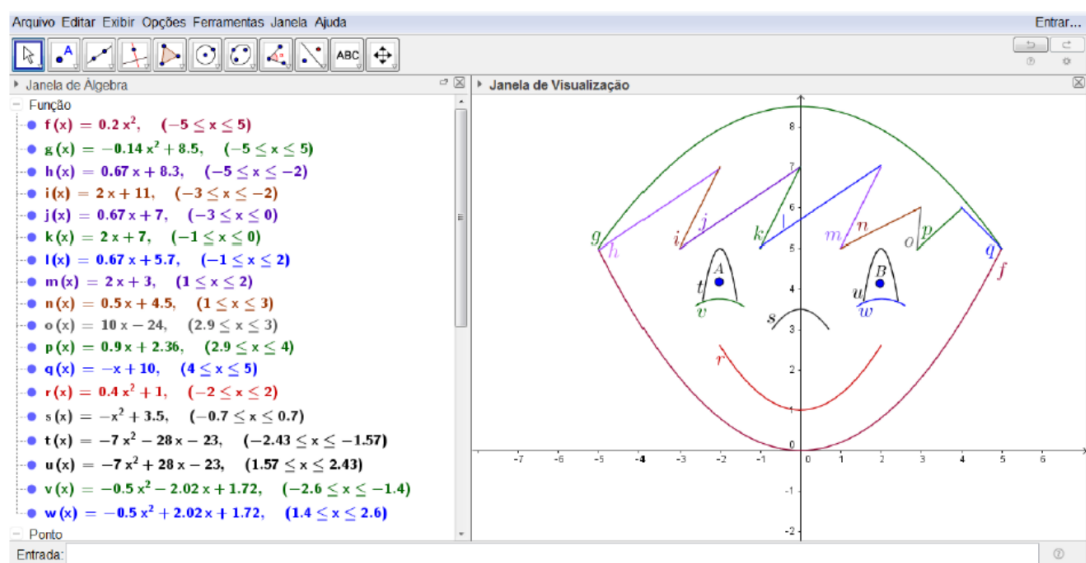 Arquivo Editar Exibir Opções Ferramentas Janela Ajuda Entrar...
A ABC
Janela de Álgebra
Janela de Visualização
Função
f(x) = 0.2 x², (−5 ≤ x ≤ 5)
g(x) = −0.14 x² + 8.5, (−5 ≤ x ≤ 5)
h(x) = 0.67 x + 8.3, (−5 ≤ x ≤ −2)
i(x) = 2 x + 11, (−3 ≤ x ≤ −2)
j(x) = 0.67 x + 7, (−3 ≤ x ≤ 0)
k(x) = 2 x + 7, (−1 ≤ x ≤ 0)
l(x) = 0.67 x + 5.7, (−1 ≤ x ≤ 2)
m(x) = 2 x + 3, (1 ≤ x ≤ 2)
n(x) = 0.5 x + 4.5, (1 ≤ x ≤ 3)
o(x) = 10 x − 24, (2.9 ≤ x ≤ 3)
p(x) = 0.9 x + 2.36, (2.9 ≤ x ≤ 4)
q(x) = −x + 10, (4 ≤ x ≤ 5)
r(x) = 0.4 x² + 1, (−2 ≤ x ≤ 2)
s(x) = −x² + 3.5, (−0.7 ≤ x ≤ 0.7)
t(x) = −7 x² − 28 x − 23, (−2.43 ≤ x ≤ −1.57)
u(x) = −7 x² + 28 x − 23, (1.57 ≤ x ≤ 2.43)
v(x) = −0.5 x² − 2.02 x + 1.72, (−2.6 ≤ x ≤ −1.4)
w(x) = −0.5 x² + 2.02 x + 1.72, (1.4 ≤ x ≤ 2.6)
Ponto
Entrada:
8
7
6
g h i j k l m n o p q
5
f
A B
t u
4
v w
s
3
r
2
1
0
-7 -6 -5 -4 -3 -2 -1 0 1 2 3 4 5 6
-1
-2